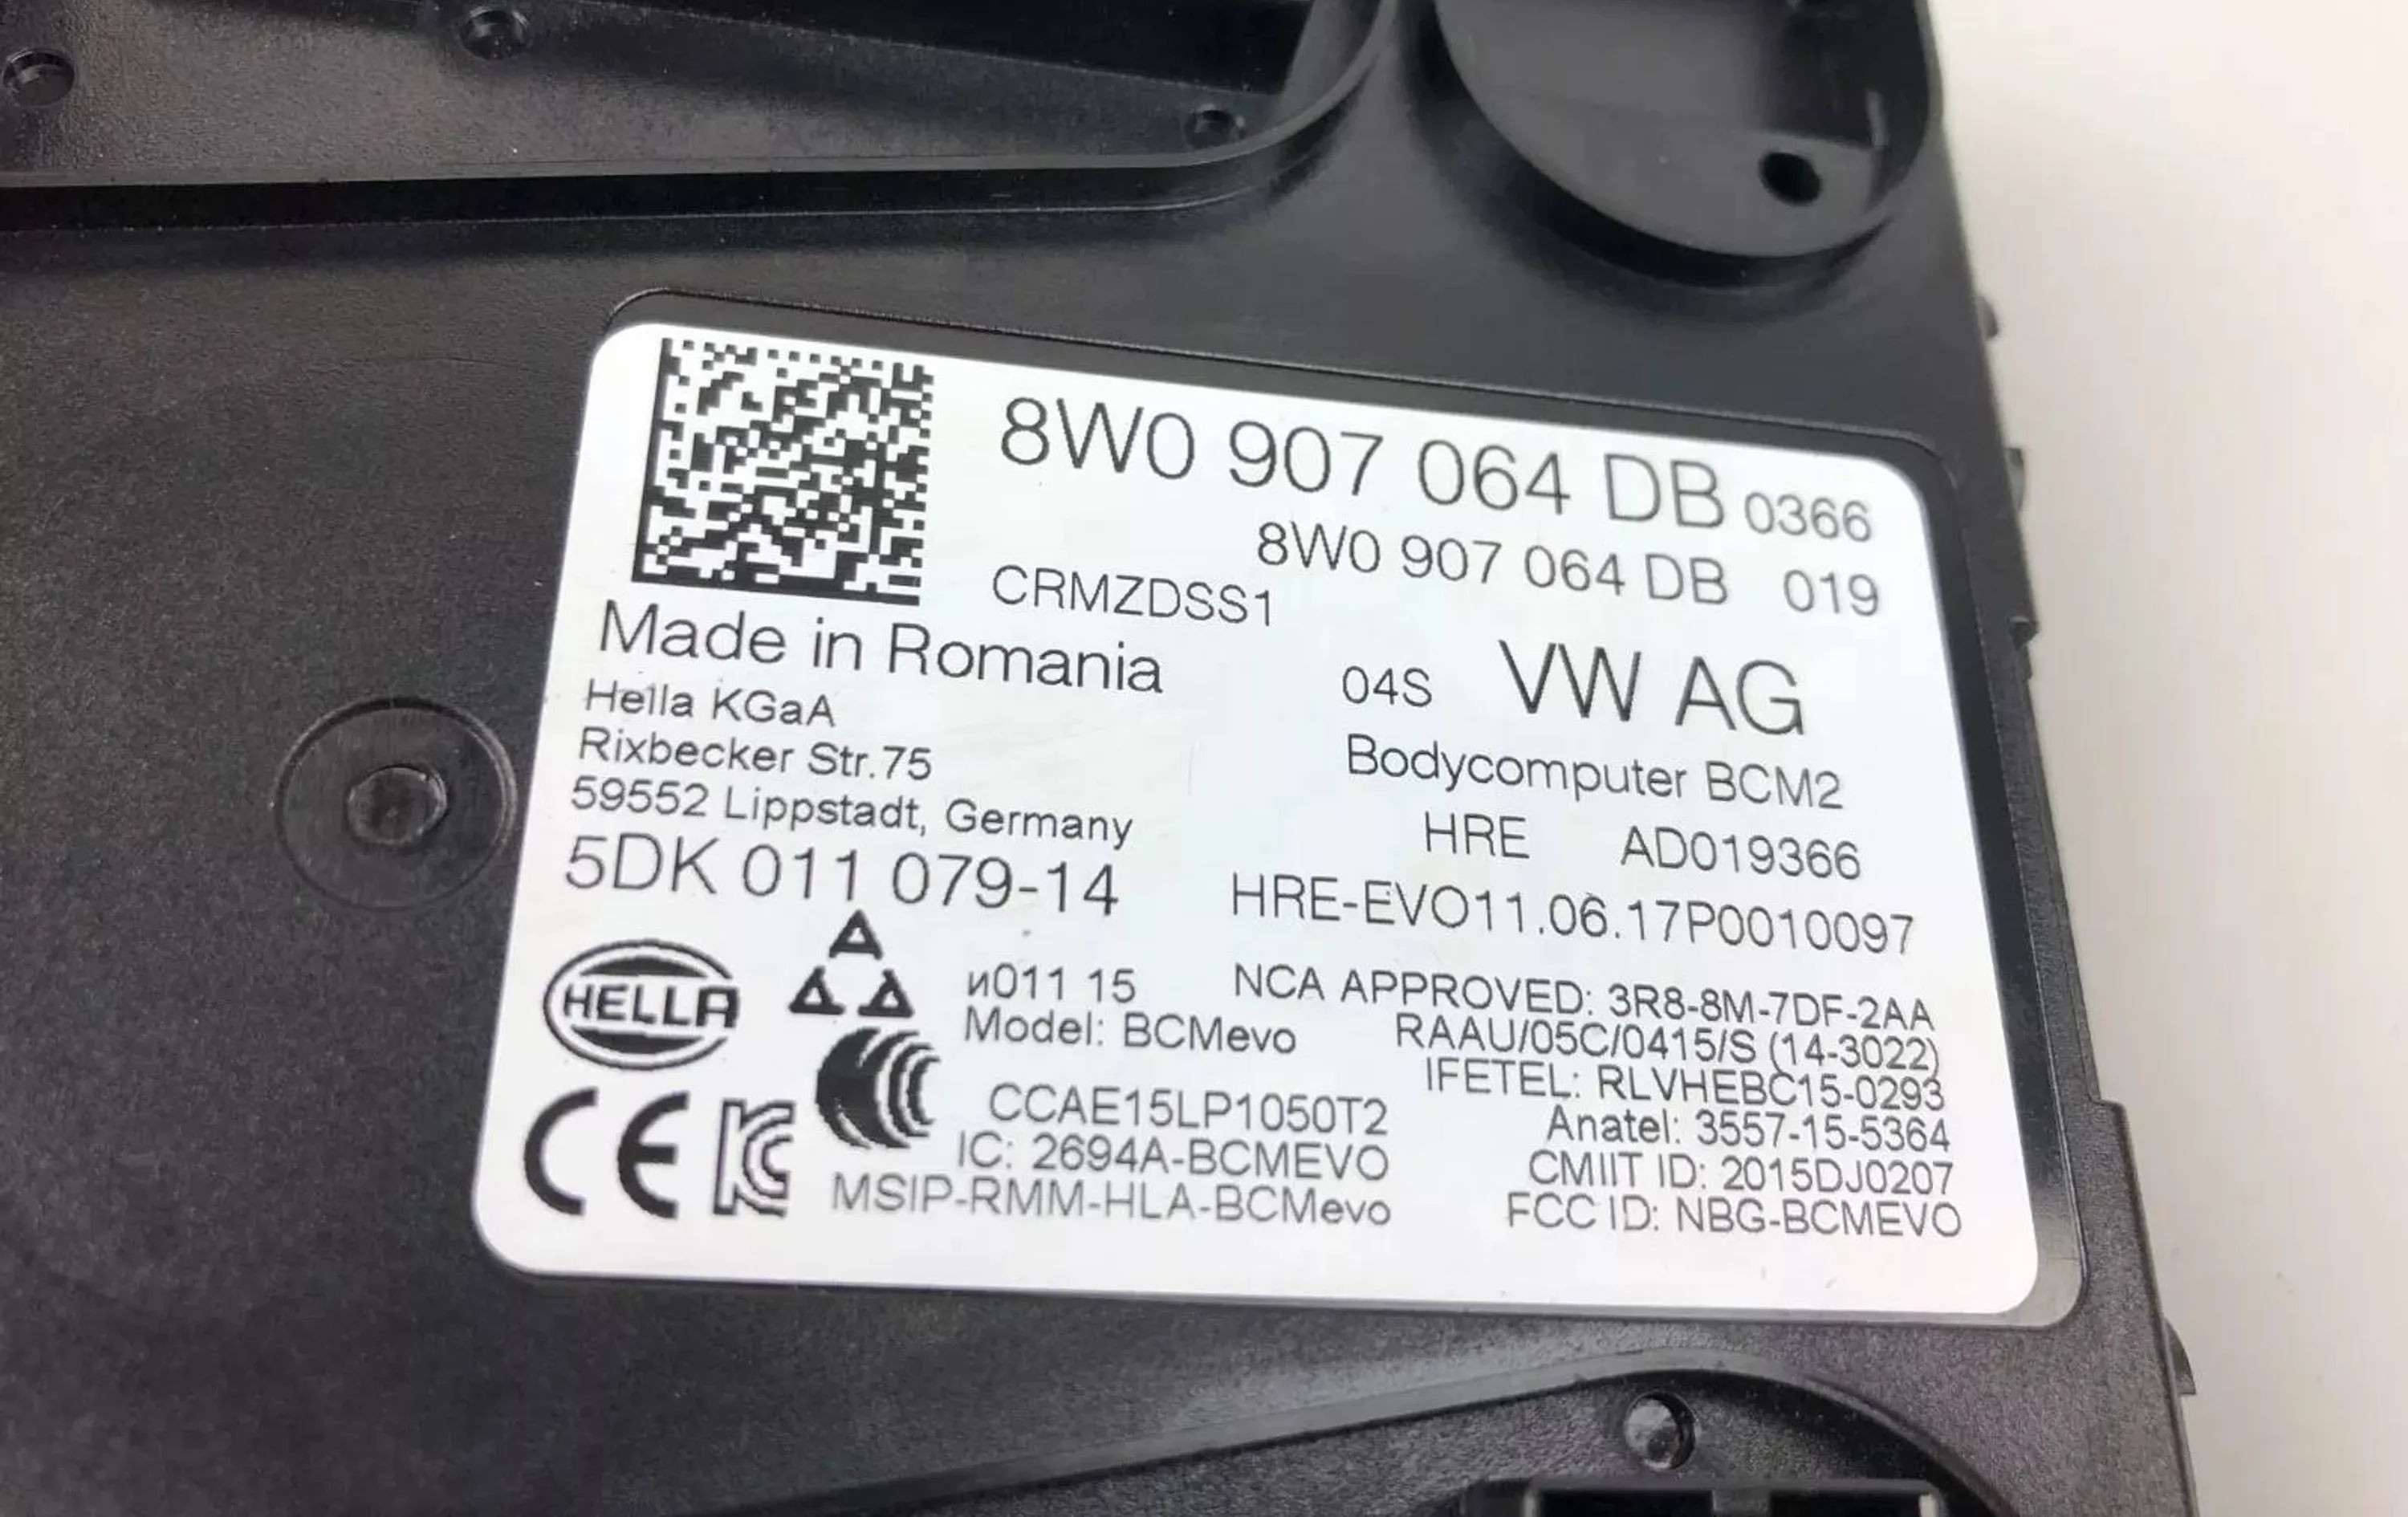 8W0 907 064 DB 0366
8W0 907 064 DB 019
CRMZDSS1
Made in Romania
04S VW AG
Hella KGaA
Rixbecker Str.75
59552 Lippstadt, Germany
Bodycomputer BCM2
HRE AD019366
5DK 011 079-14
HRE-EVO11.06.17P0010097
HELLA
и011 15
Model: BCMevo
NCA APPROVED: 3R8-8M-7DF-2AA
RAAU/05C/0415/S (14-3022)
IFETEL: RLVHEBC15-0293
CCAE15LP1050T2
Anatel: 3557-15-5364
IC: 2694A-BCMEVO
CMIIT ID: 2015DJ0207
CE
MSIP-RMM-HLA-BCMevo
FCC ID: NBG-BCMEVO